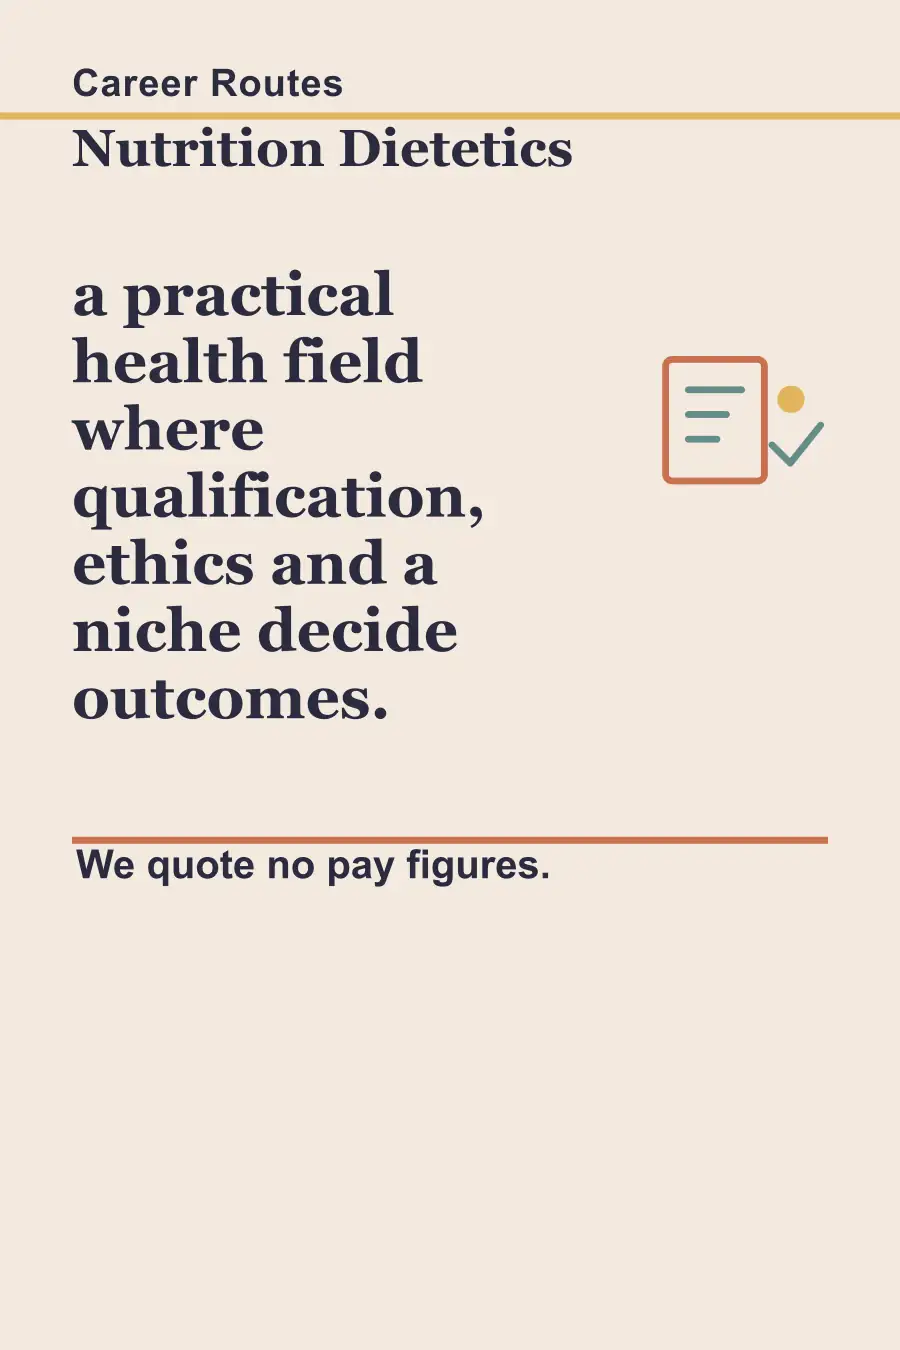 Career Routes
Nutrition Dietetics
a practical
health field
where
qualification,
ethics and a
niche decide
outcomes.
We quote no pay figures.